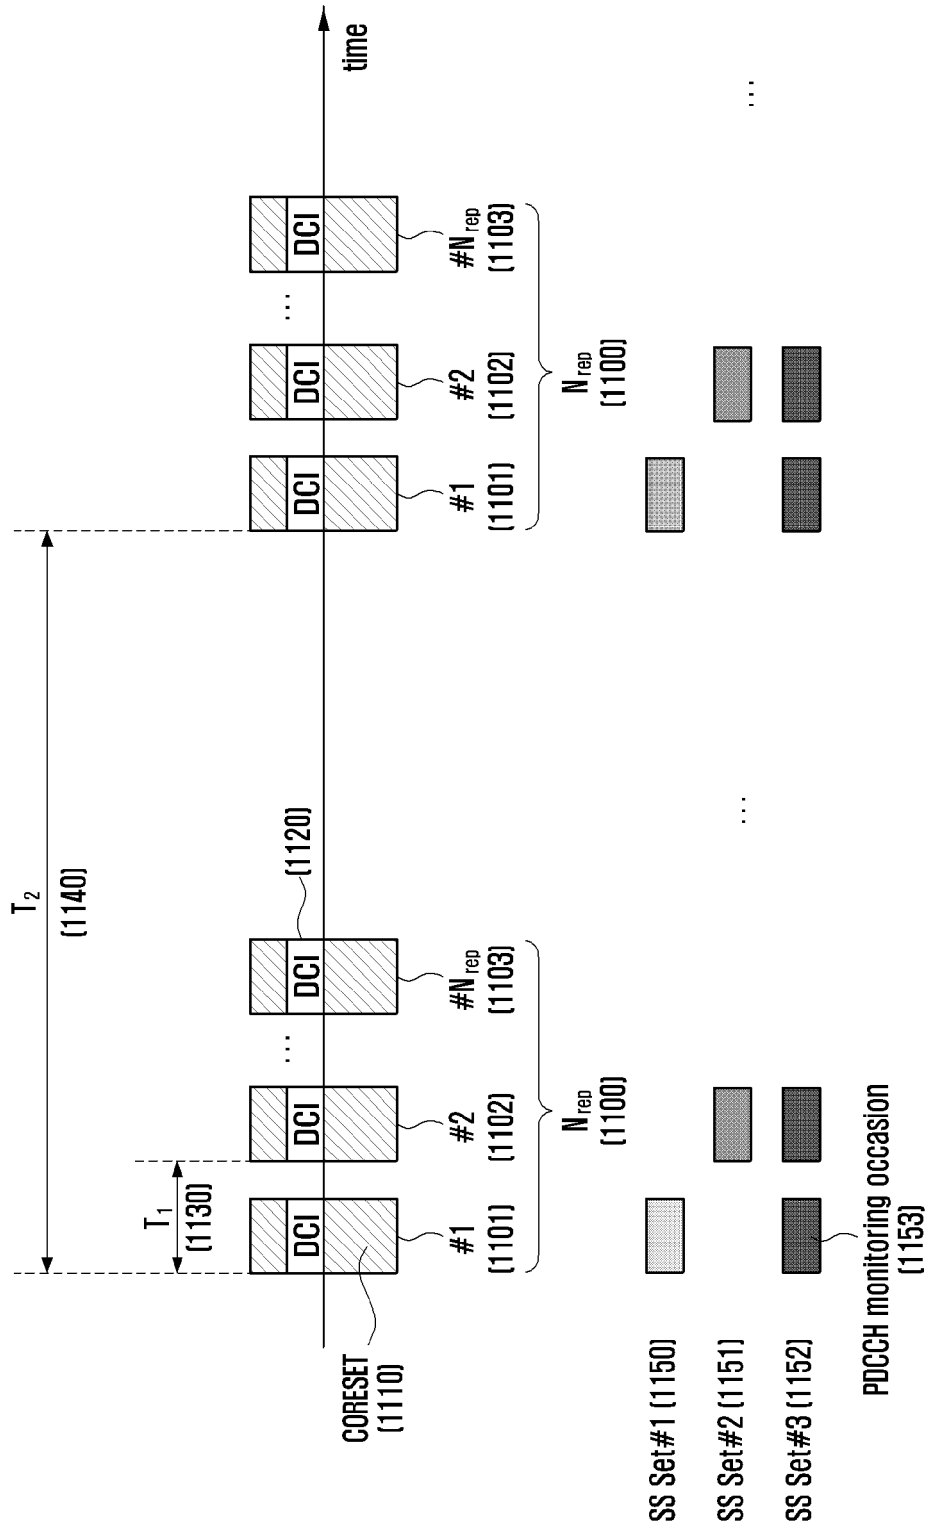 T2
(1140)
T1
(1130)
DCI
DCI
...
DCI
(1120)
DCI
DCI
...
DCI
time
CORESET
(1110)
#1
(1101)
#2
(1102)
#Nrep
(1103)
#1
(1101)
#2
(1102)
#Nrep
(1103)
Nrep
(1100)
Nrep
(1100)
SS Set#1 (1150)
SS Set#2 (1151)
...
...
SS Set#3 (1152)
PDCCH monitoring occasion
(1153)